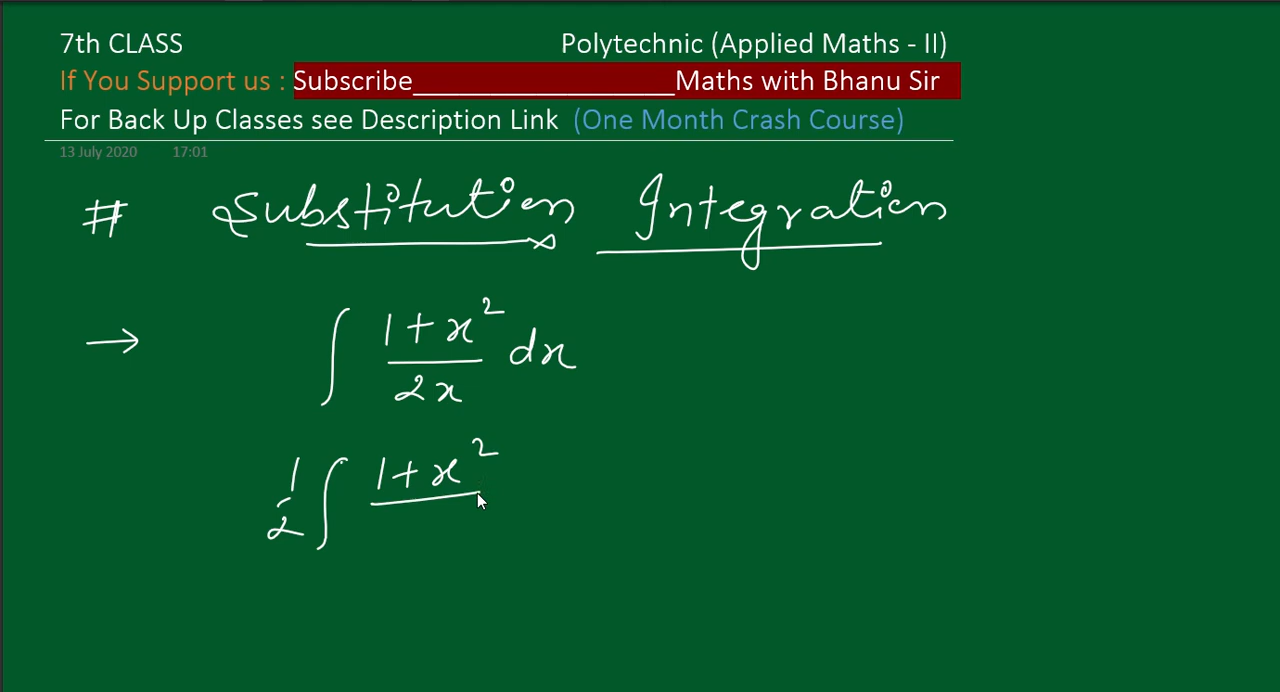 7th CLASS Polytechnic (Applied Maths - II)
If You Support us : Subscribe____________________Maths with Bhanu Sir
For Back Up Classes see Description Link (One Month Crash Course)
13 July 2020 17:01
# Substitution Integration
→ ∫ (1+x²)/(2x) dx
1/2 ∫ 1+x²